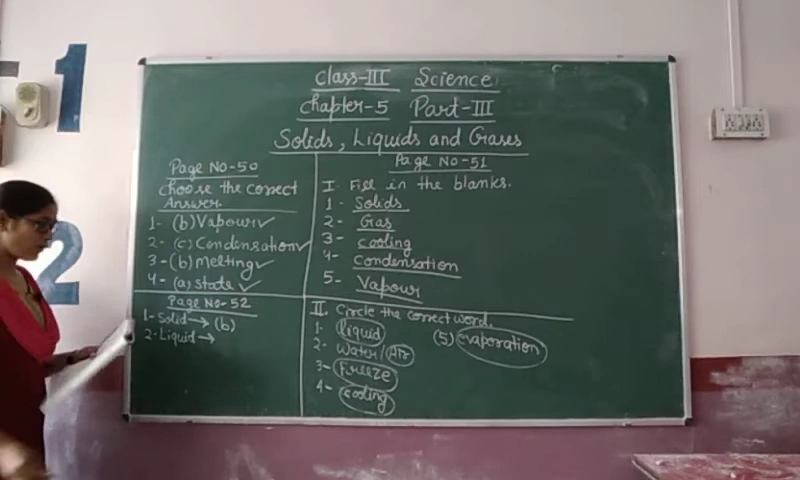 1
2
Class-III Science
Chapter-5 Part-III
Solids, Liquids and Gases
Page No-50
Choose the correct
Answer
1- (b) Vapour ✓
2- (c) Condensation ✓
3- (b) Melting ✓
4- (a) State ✓
Page No-51
I. Fill in the blanks.
1- Solids
2- Gas
3- cooling
4- Condensation
5- Vapour
Page No-52
1- Solid → (b)
2- Liquid →
II. Circle the correct word.
1- liquid
2- Water/Air
3- Freeze
4- cooling
(5) evaporation